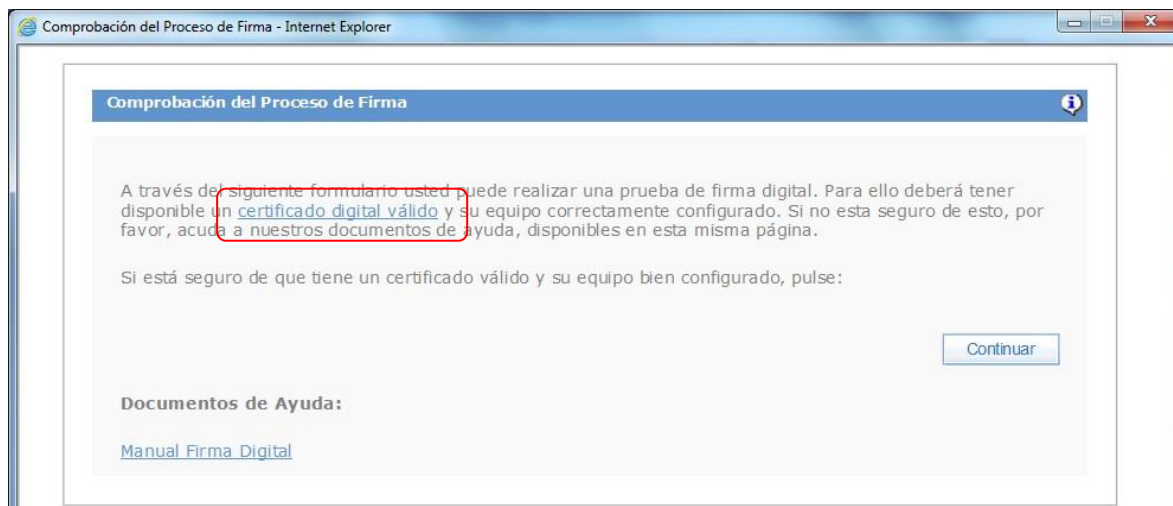 Comprobación del Proceso de Firma - Internet Explorer
Comprobación del Proceso de Firma
A través del siguiente formulario usted puede realizar una prueba de firma digital. Para ello deberá tener
disponible un certificado digital válido y su equipo correctamente configurado. Si no esta seguro de esto, por
favor, acuda a nuestros documentos de ayuda, disponibles en esta misma página.
Si está seguro de que tiene un certificado válido y su equipo bien configurado, pulse:
Continuar
Documentos de Ayuda:
Manual Firma Digital